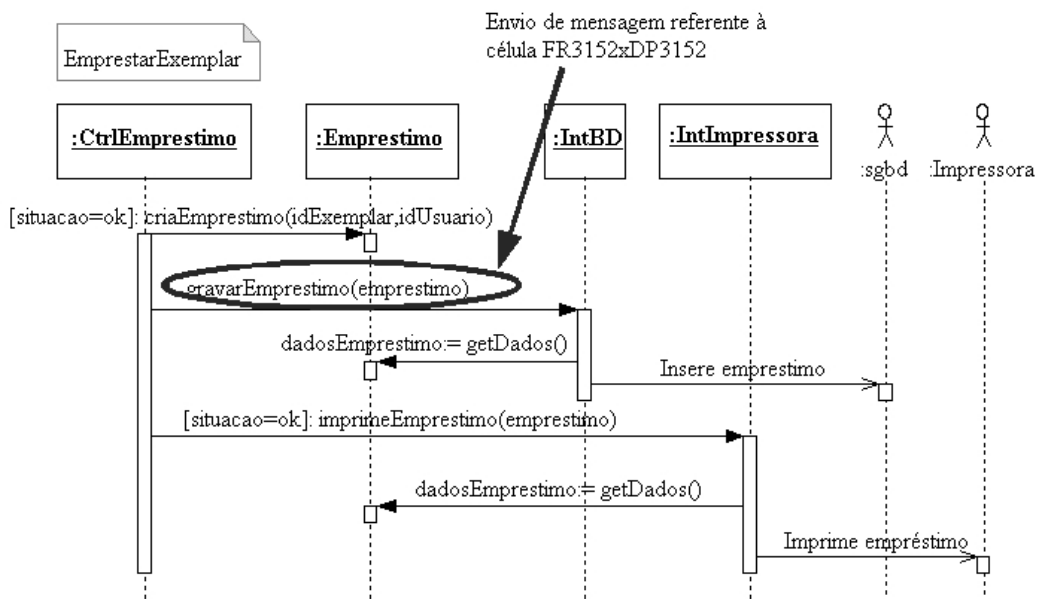 Envio de mensagem referente à
célula FR3152xDP3152
EmprestarExemplar
:CtrlEmprestimo
:Emprestimo
:IntBD
:IntImpressora
:sgbd
:Impressora
[situacao=ok]: criaEmprestimo(idExemplar,idUsuario)
gravarEmprestimo(emprestimo)
dadosEmprestimo:= getDados()
Insere emprestimo
[situacao=ok]: imprimeEmprestimo(emprestimo)
dadosEmprestimo:= getDados()
Imprime empréstimo